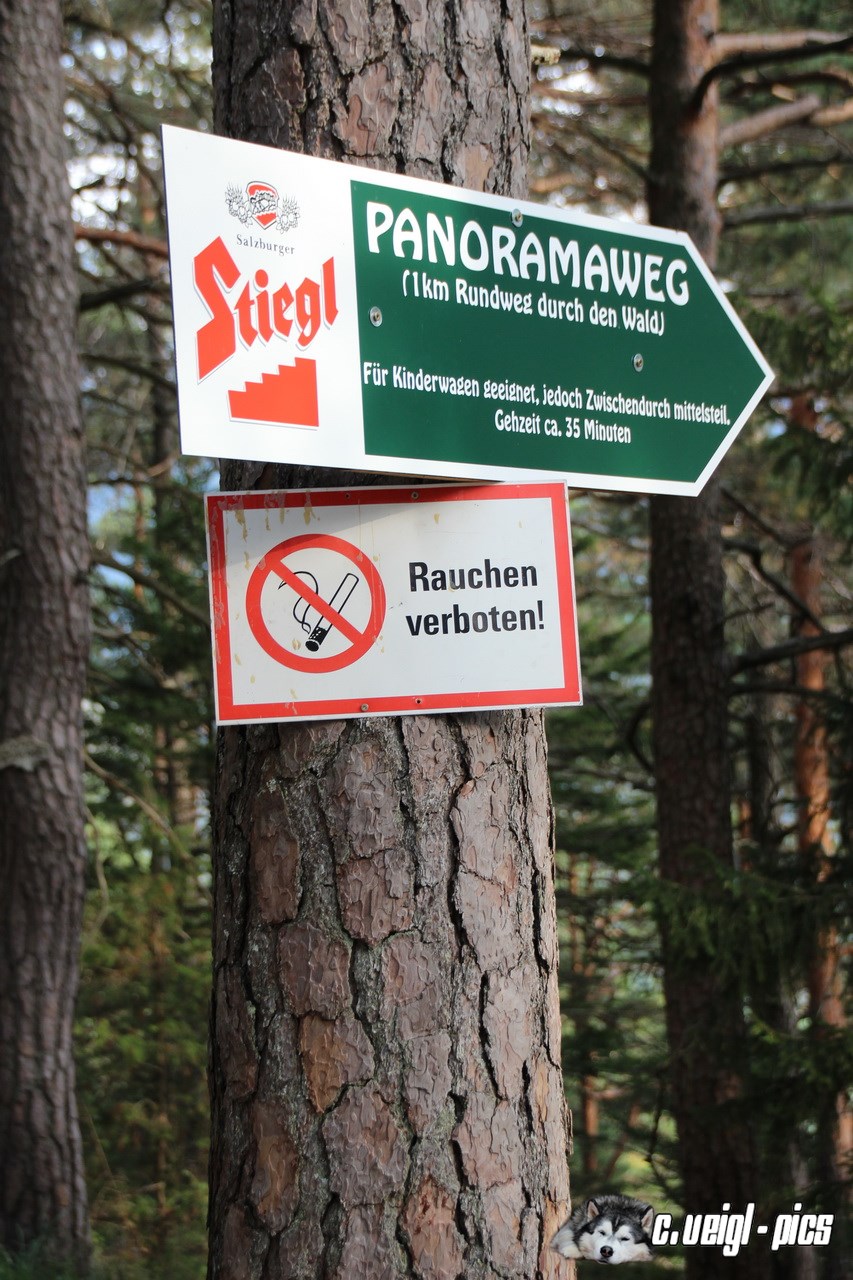 Salzburger
Stiegl
PANORAMAWEG
(1km Rundweg durch den Wald)
Für Kinderwagen geeignet, jedoch Zwischendurch mittelsteil.
Gehzeit ca. 35 Minuten
Rauchen
verboten!
c.veigl-pics